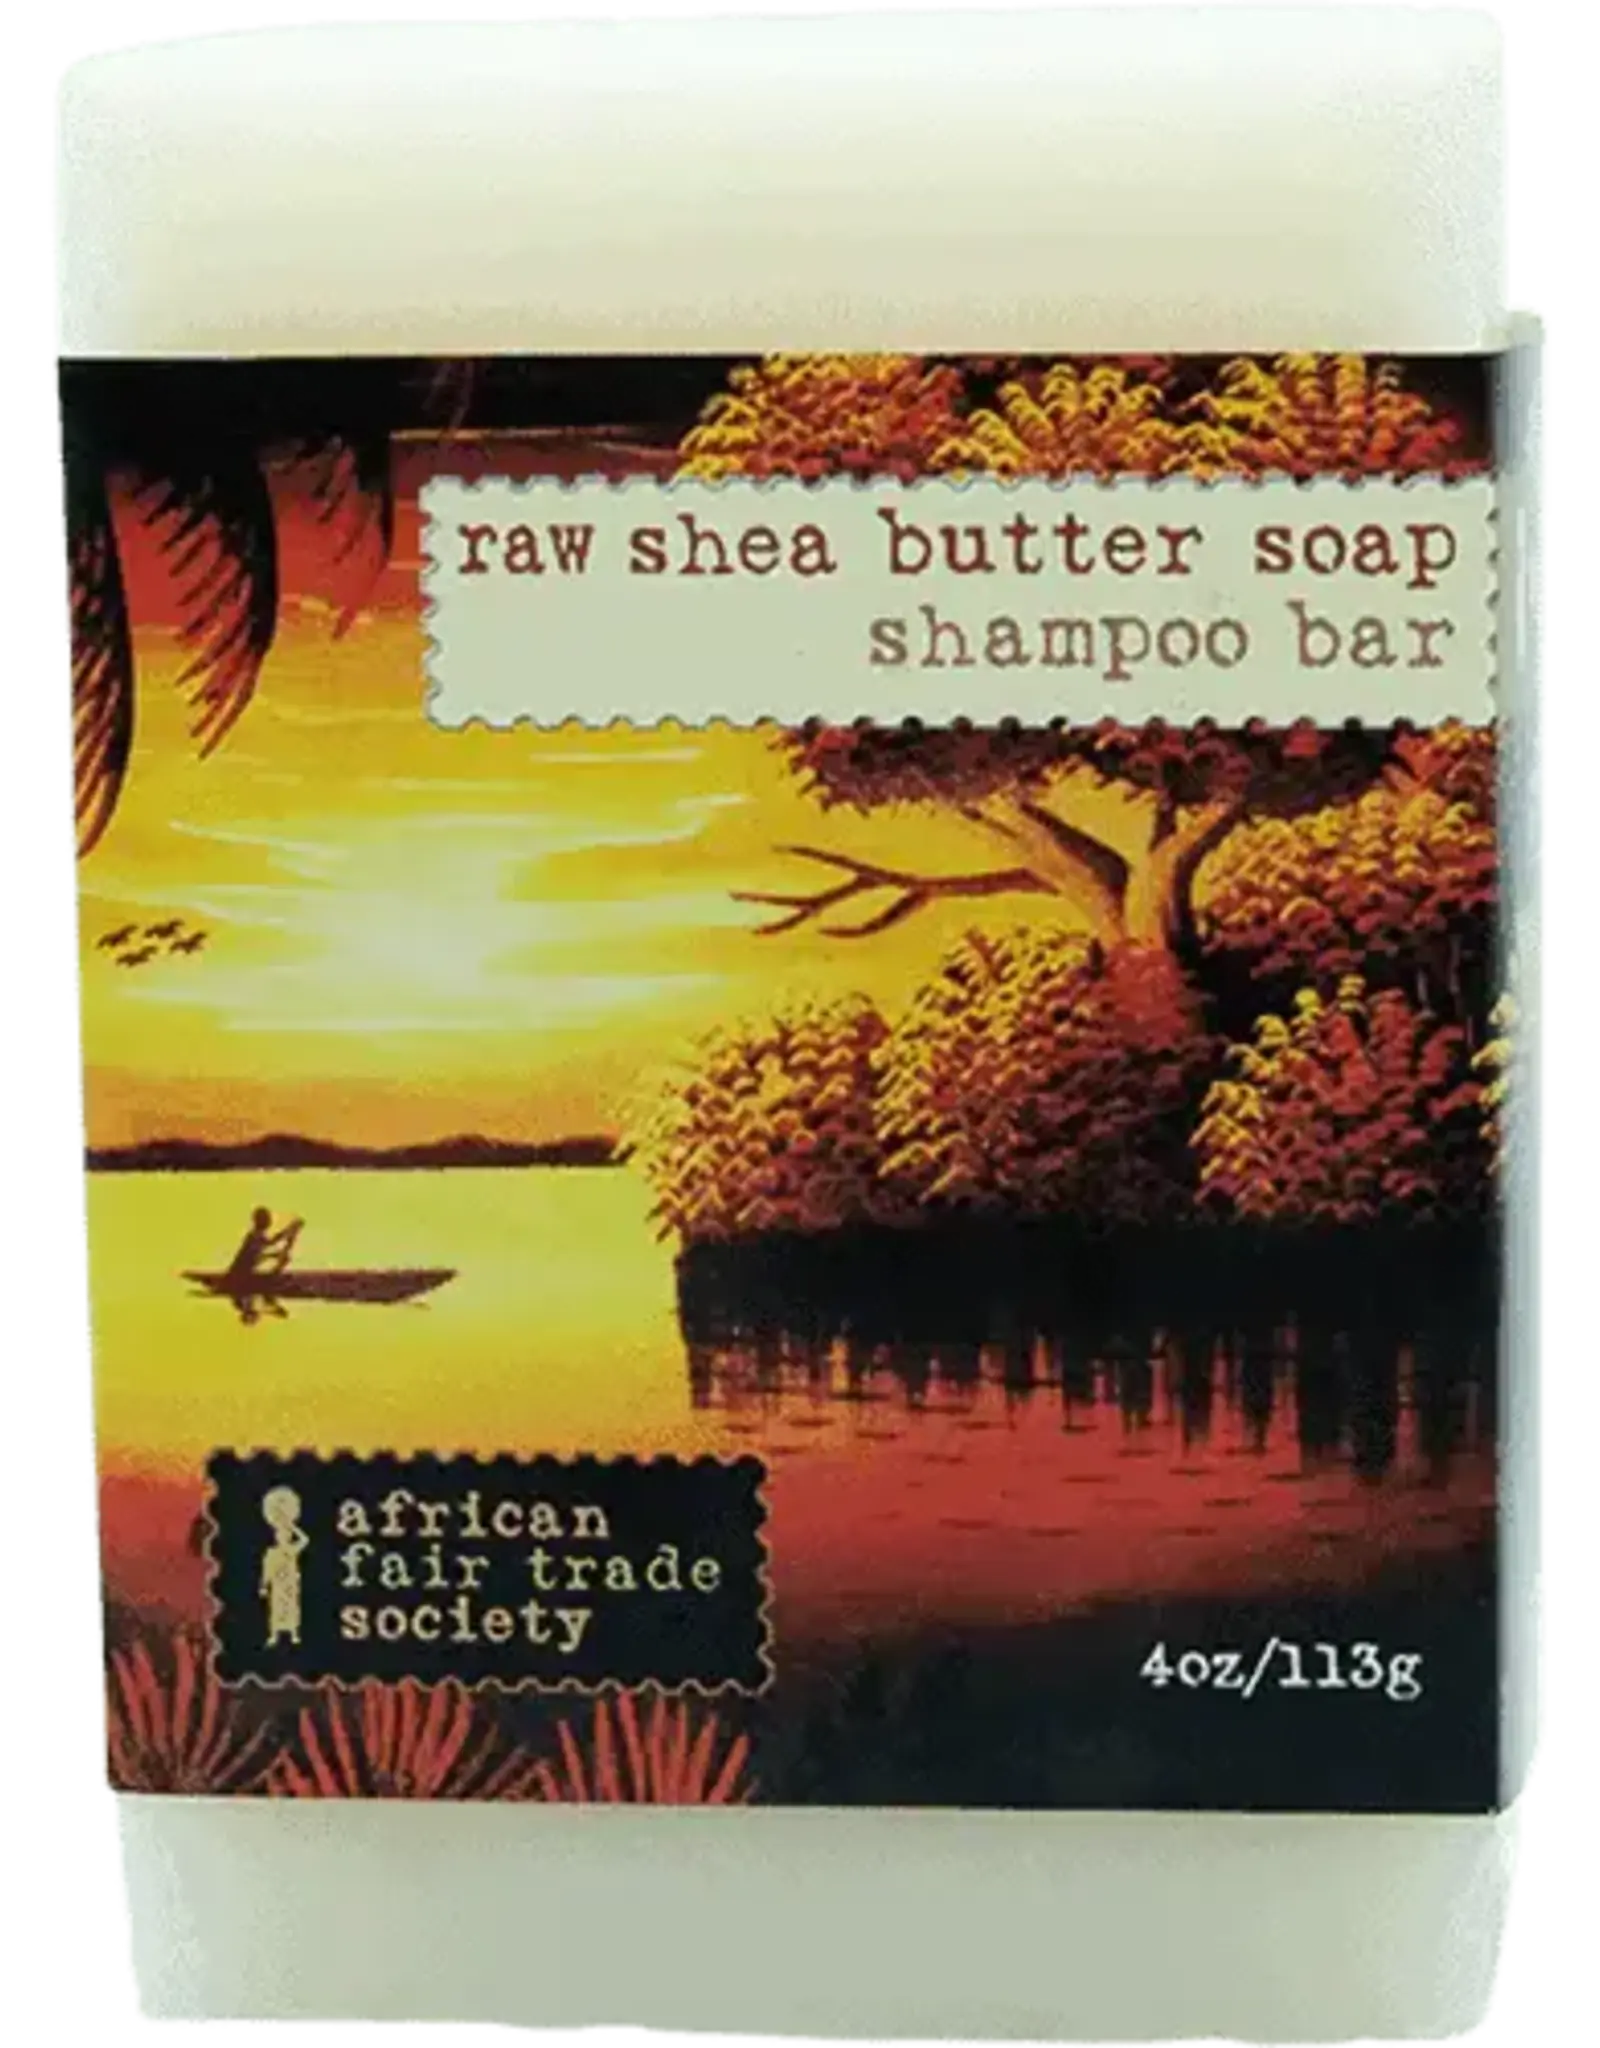 raw shea butter soap
shampoo bar
african
fair trade
society
4oz/113g